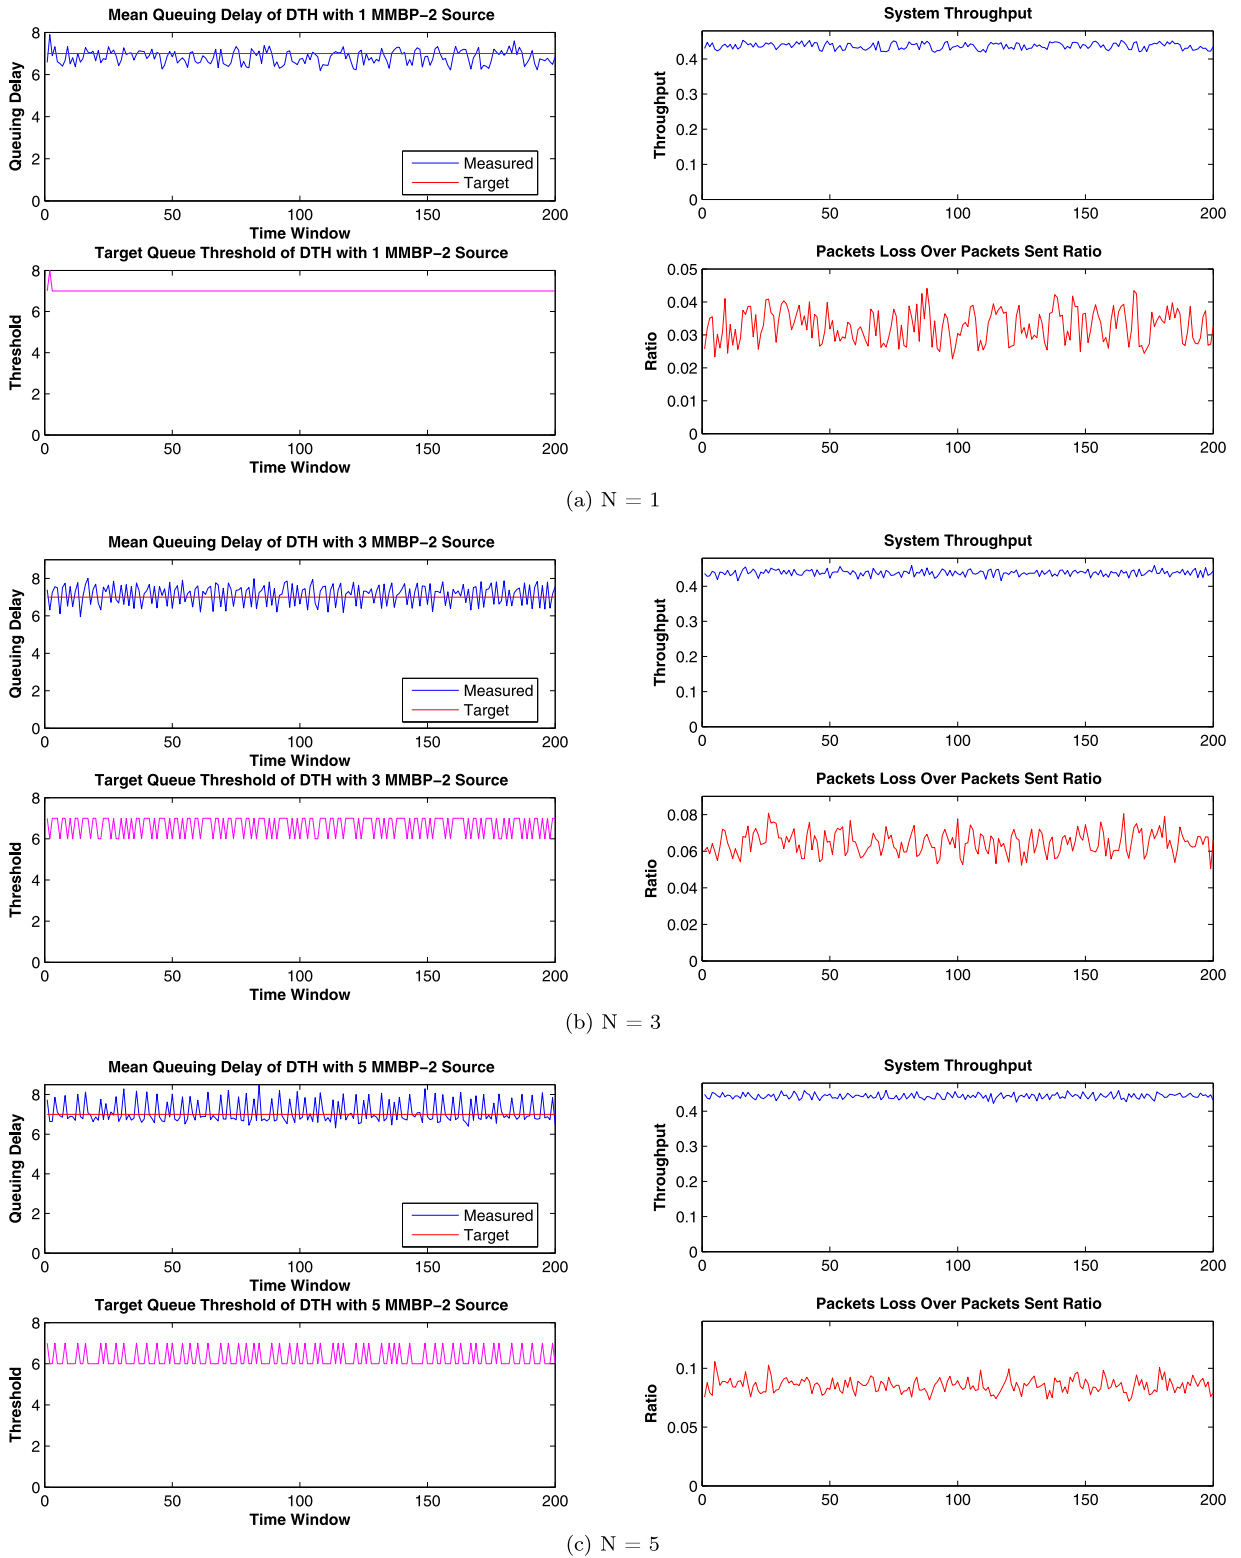 Mean Queuing Delay of DTH with 1 MMBP-2 Source
Queuing Delay
8
6
4
2
0
Measured
Target
0 50 100 150 200
Time Window
System Throughput
Throughput
0.4
0.3
0.2
0.1
0
0 50 100 150 200
Target Queue Threshold of DTH with 1 MMBP-2 Source
Threshold
8
6
4
2
0
0 50 100 150 200
Time Window
Packets Loss Over Packets Sent Ratio
Ratio
0.05
0.04
0.03
0.02
0.01
0
0 50 100 150 200
(a) N = 1
Mean Queuing Delay of DTH with 3 MMBP-2 Source
Queuing Delay
8
6
4
2
0
Measured
Target
0 50 100 150 200
Time Window
System Throughput
Throughput
0.4
0.3
0.2
0.1
0
0 50 100 150 200
Target Queue Threshold of DTH with 3 MMBP-2 Source
Threshold
8
6
4
2
0
0 50 100 150 200
Time Window
Packets Loss Over Packets Sent Ratio
Ratio
0.08
0.06
0.04
0.02
0
0 50 100 150 200
(b) N = 3
Mean Queuing Delay of DTH with 5 MMBP-2 Source
Queuing Delay
8
6
4
2
0
Measured
Target
0 50 100 150 200
Time Window
System Throughput
Throughput
0.4
0.3
0.2
0.1
0
0 50 100 150 200
Target Queue Threshold of DTH with 5 MMBP-2 Source
Threshold
8
6
4
2
0
0 50 100 150 200
Time Window
Packets Loss Over Packets Sent Ratio
Ratio
0.1
0.05
0
0 50 100 150 200
(c) N = 5